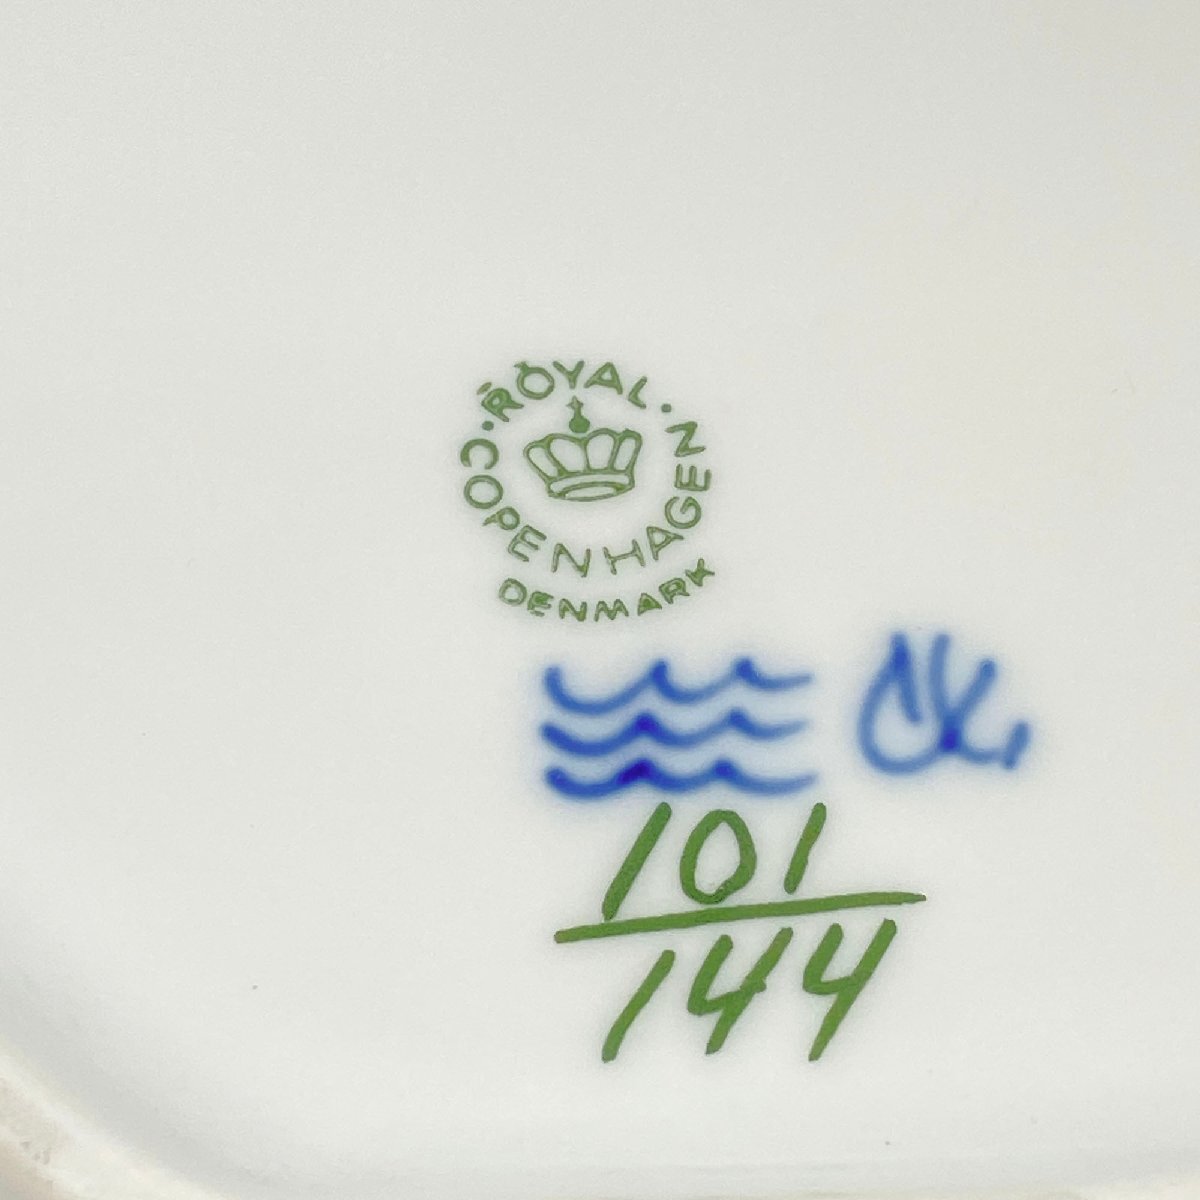 ROYAL · COPENHAGEN ·
DENMARK
101
144